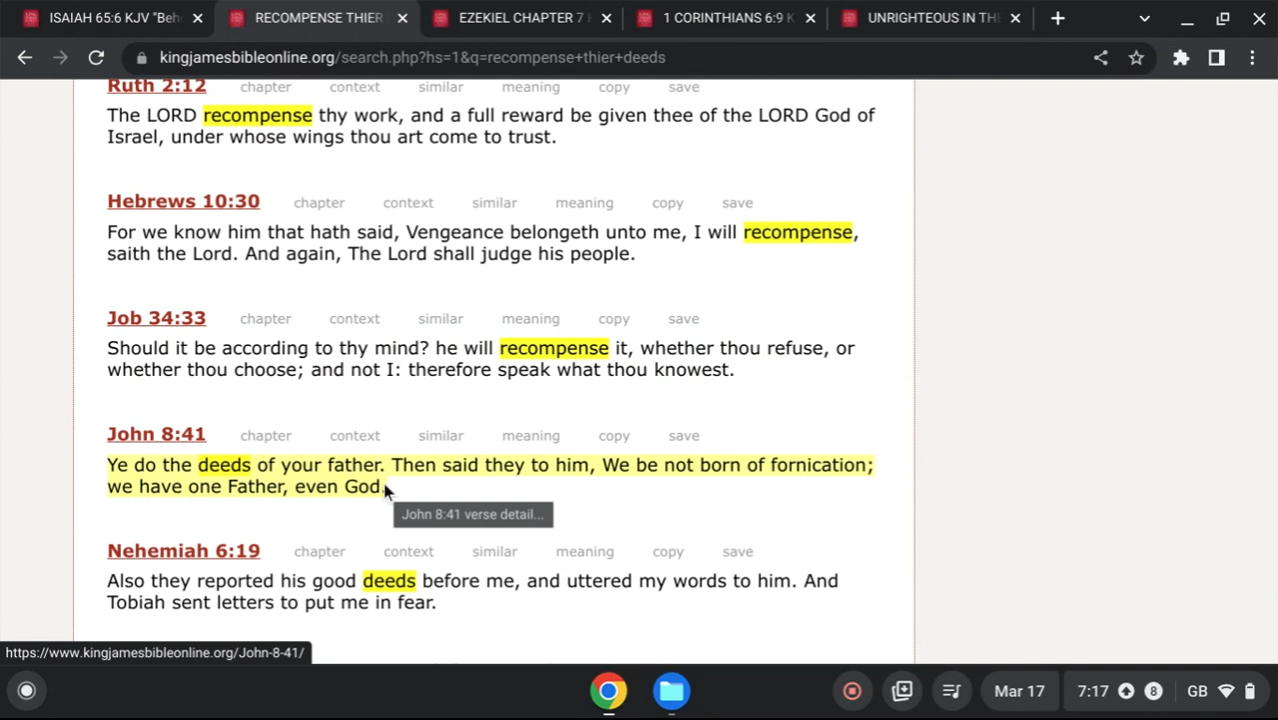 ISAIAH 65:6 KJV "Beh
RECOMPENSE THIER
EZEKIEL CHAPTER 7
1 CORINTHIANS 6:9 K
UNRIGHTEOUS IN TH
kingjamesbibleonline.org/search.php?hs=1&q=recompense+thier+deeds
Ruth 2:12 chapter context similar meaning copy save
The LORD recompense thy work, and a full reward be given thee of the LORD God of
Israel, under whose wings thou art come to trust.
Hebrews 10:30 chapter context similar meaning copy save
For we know him that hath said, Vengeance belongeth unto me, I will recompense,
saith the Lord. And again, The Lord shall judge his people.
Job 34:33 chapter context similar meaning copy save
Should it be according to thy mind? he will recompense it, whether thou refuse, or
whether thou choose; and not I: therefore speak what thou knowest.
John 8:41 chapter context similar meaning copy save
Ye do the deeds of your father. Then said they to him, We be not born of fornication;
we have one Father, even God.
John 8:41 verse detail...
Nehemiah 6:19 chapter context similar meaning copy save
Also they reported his good deeds before me, and uttered my words to him. And
Tobiah sent letters to put me in fear.
https://www.kingjamesbibleonline.org/John-8-41/
Mar 17 7:17 8 GB